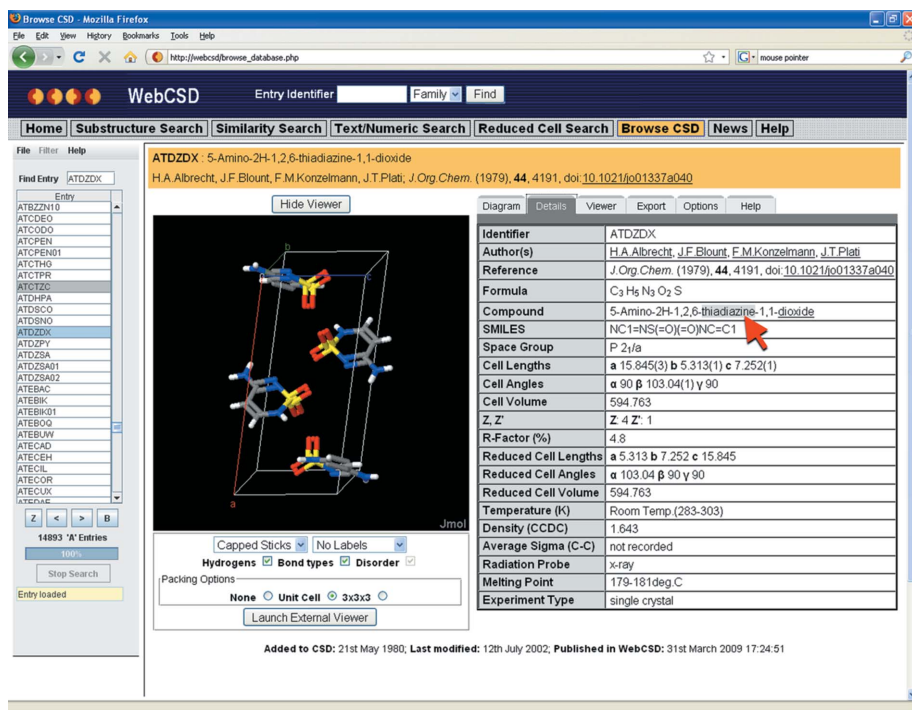 Browse CSD - Mozilla Firefox
File Edit View History Bookmarks Tools Help
http://webcsd/browse_database.php
mouse pointer
WebCSD
Entry Identifier
Family
Find
Home Substructure Search Similarity Search Text/Numeric Search Reduced Cell Search Browse CSD News Help
File Filter Help
Find Entry ATDZDX
Entry
ATBZZN10
ATCDEO
ATCODO
ATCPEN
ATCPEN01
ATCTHG
ATCTPR
ATCTZC
ATDHPA
ATDSCO
ATDSNO
ATDZDX
ATDZPY
ATDZSA
ATDZSA01
ATDZSA02
ATEBAC
ATEBIK
ATEBIK01
ATEBOQ
ATEBUW
ATECAD
ATECEH
ATECIL
ATECOR
ATECUX
ATEDAE
Z < > B
14893 'A' Entries
100%
Stop Search
Entry loaded
ATDZDX : 5-Amino-2H-1,2,6-thiadiazine-1,1-dioxide
H.A.Albrecht, J.F.Blount, F.M.Konzelmann, J.T.Plati; J.Org.Chem. (1979), 44, 4191, doi:10.1021/jo01337a040
Hide Viewer
b
c
a
Jmol
Capped Sticks No Labels
Hydrogens Bond types Disorder
Packing Options
None Unit Cell 3x3x3
Launch External Viewer
Diagram Details Viewer Export Options Help
Identifier ATDZDX
Author(s) H.A.Albrecht, J.F.Blount, F.M.Konzelmann, J.T.Plati
Reference J.Org.Chem. (1979), 44, 4191, doi:10.1021/jo01337a040
Formula C3 H5 N3 O2 S
Compound 5-Amino-2H-1,2,6-thiadiazine-1,1-dioxide
SMILES NC1=NS(=O)(=O)NC=C1
Space Group P 21/a
Cell Lengths a 15.845(3) b 5.313(1) c 7.252(1)
Cell Angles α 90 β 103.04(1) γ 90
Cell Volume 594.763
Z, Z' Z: 4 Z': 1
R-Factor (%) 4.8
Reduced Cell Lengths a 5.313 b 7.252 c 15.845
Reduced Cell Angles α 103.04 β 90 γ 90
Reduced Cell Volume 594.763
Temperature (K) Room Temp.(283-303)
Density (CCDC) 1.643
Average Sigma (C-C) not recorded
Radiation Probe x-ray
Melting Point 179-181deg.C
Experiment Type single crystal
Added to CSD: 21st May 1980; Last modified: 12th July 2002; Published in WebCSD: 31st March 2009 17:24:51